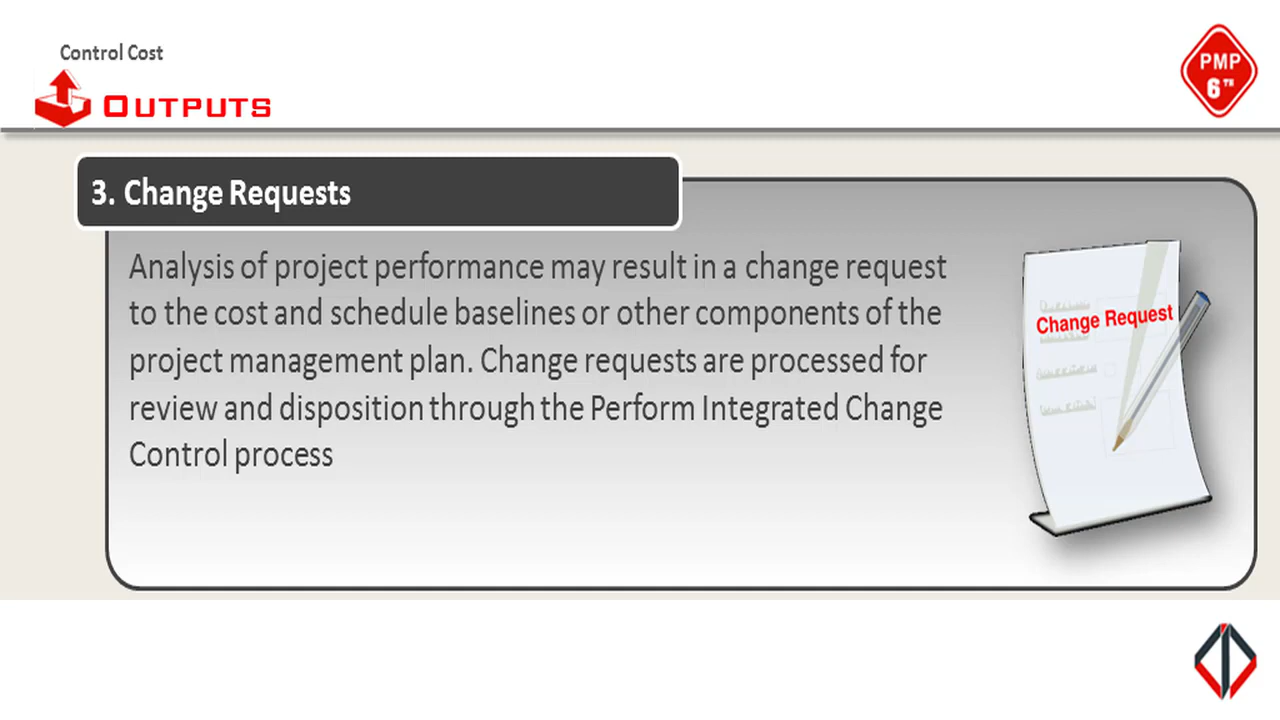 Control Cost
OUTPUTS
PMP
6TH
3. Change Requests
Analysis of project performance may result in a change request
to the cost and schedule baselines or other components of the
project management plan. Change requests are processed for
review and disposition through the Perform Integrated Change
Control process
Change Request